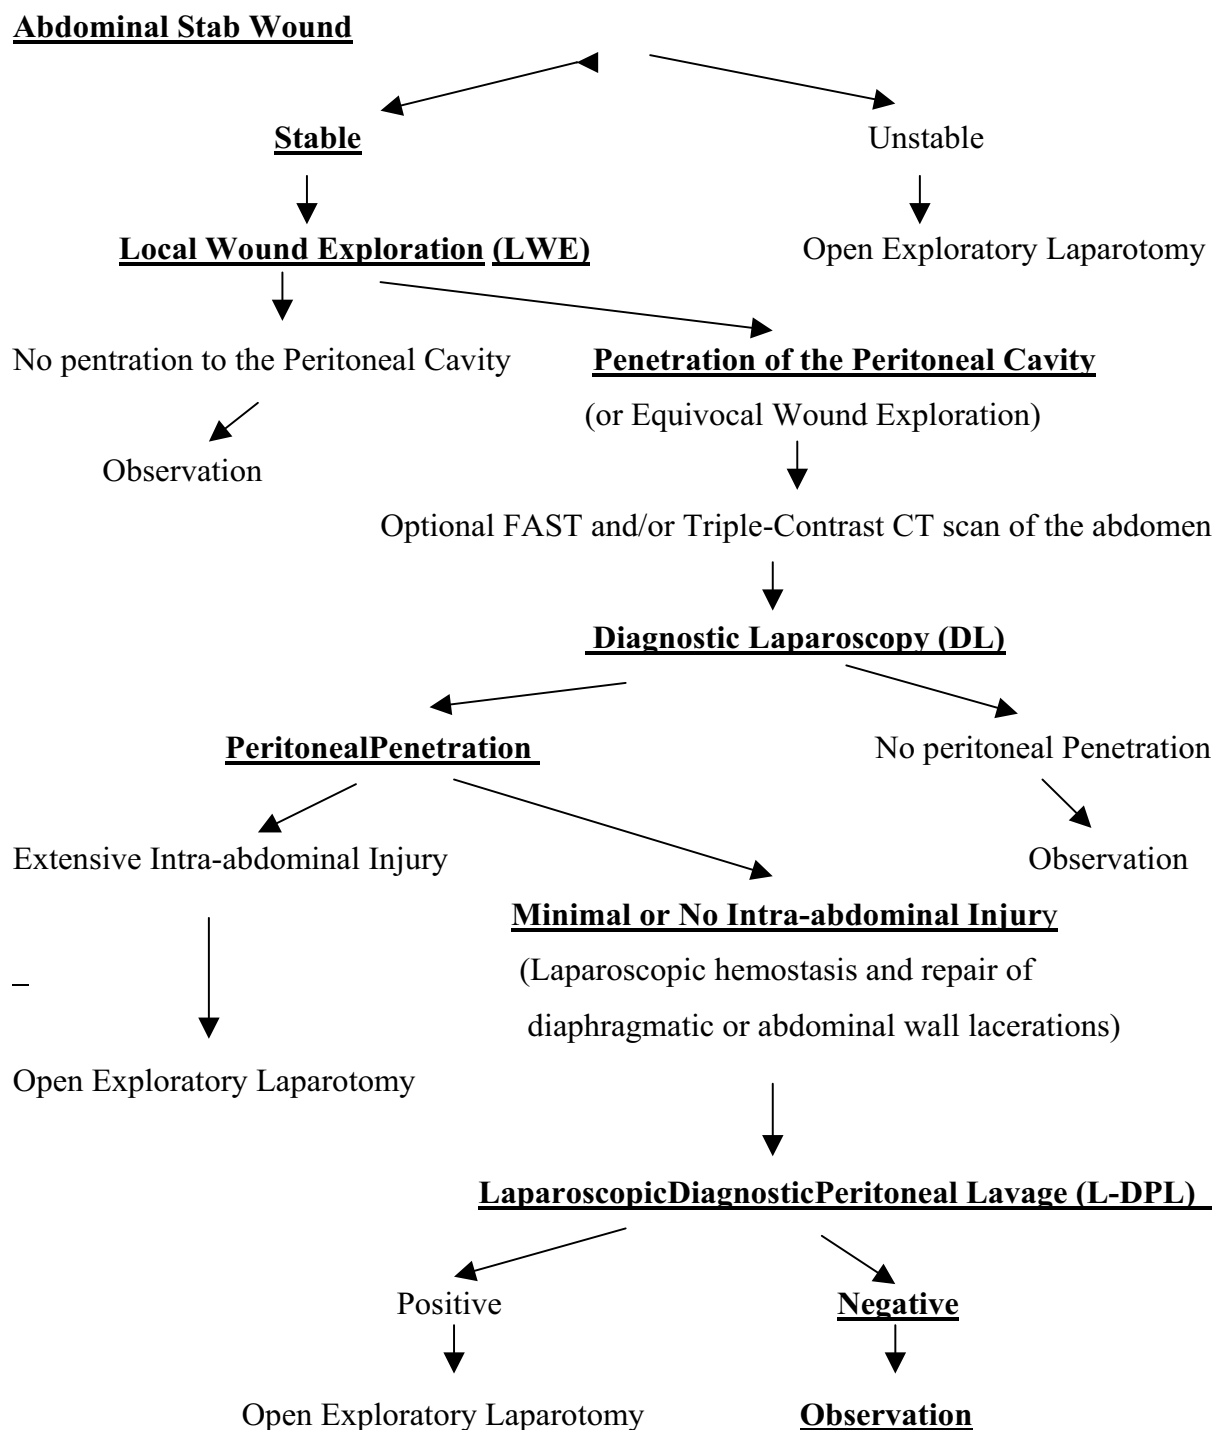 Abdominal Stab Wound
Stable
Unstable
Local Wound Exploration (LWE)
Open Exploratory Laparotomy
No pentration to the Peritoneal Cavity
Penetration of the Peritoneal Cavity
(or Equivocal Wound Exploration)
Observation
Optional FAST and/or Triple-Contrast CT scan of the abdomen
Diagnostic Laparoscopy (DL)
PeritonealPenetration
No peritoneal Penetration
Extensive Intra-abdominal Injury
Observation
Minimal or No Intra-abdominal Injury
(Laparoscopic hemostasis and repair of
diaphragmatic or abdominal wall lacerations)
Open Exploratory Laparotomy
LaparoscopicDiagnosticPeritoneal Lavage (L-DPL)
Positive
Negative
Open Exploratory Laparotomy
Observation